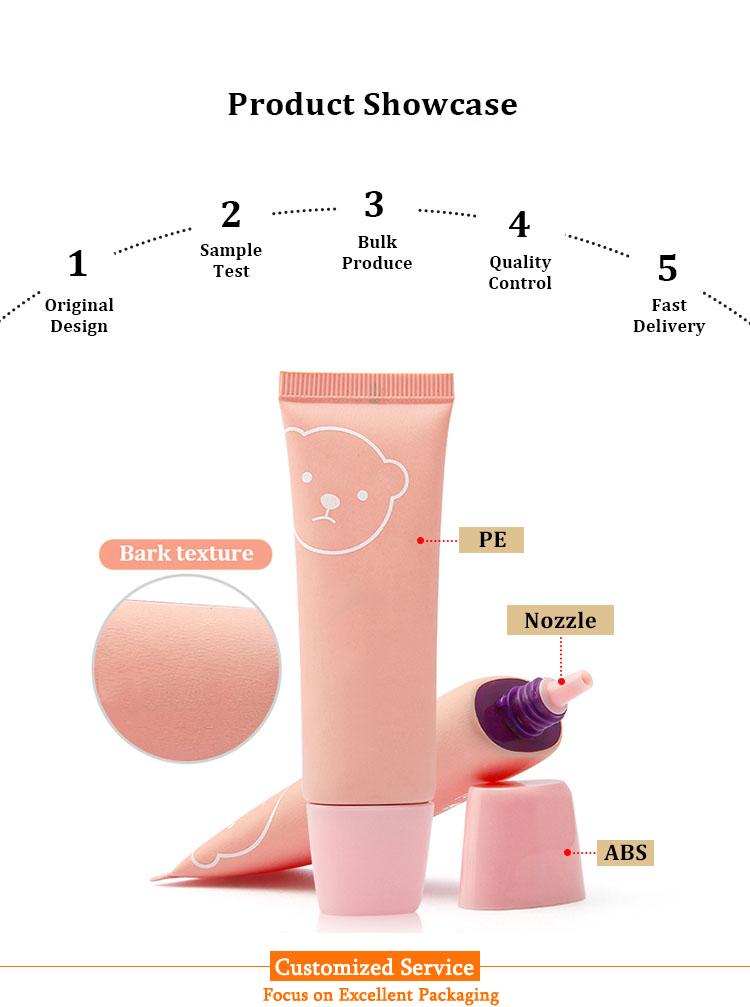 Product Showcase
1
Original
Design
2
Sample
Test
3
Bulk
Produce
4
Quality
Control
5
Fast
Delivery
Bark texture
PE
Nozzle
ABS
Customized Service
Focus on Excellent Packaging